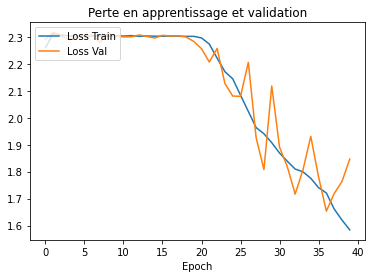 Perte en apprentissage et validation
Loss Train
Loss Val
2.3
2.2
2.1
2.0
1.9
1.8
1.7
1.6
0 5 10 15 20 25 30 35 40
Epoch